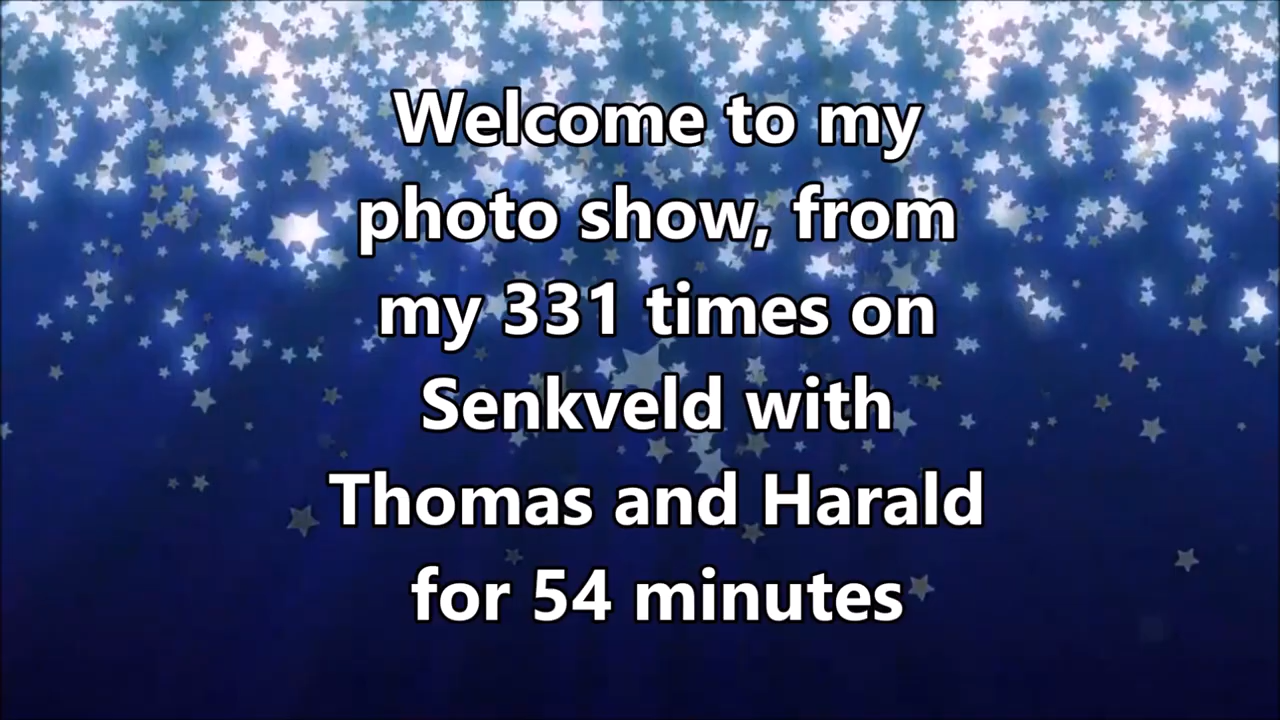 Welcome to my
photo show, from
my 331 times on
Senkveld with
Thomas and Harald
for 54 minutes